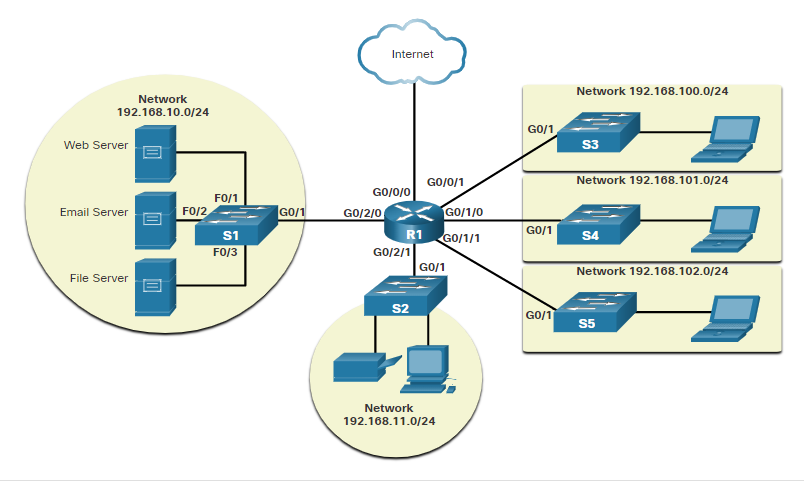 Internet
Network
192.168.10.0/24
Web Server
Email Server
File Server
F0/1
F0/2
F0/3
S1
G0/1
G0/2/0
G0/0/0
G0/0/1
G0/1/0
G0/1/1
G0/2/1
R1
G0/1
S2
Network
192.168.11.0/24
Network 192.168.100.0/24
G0/1
S3
Network 192.168.101.0/24
G0/1
S4
Network 192.168.102.0/24
G0/1
S5